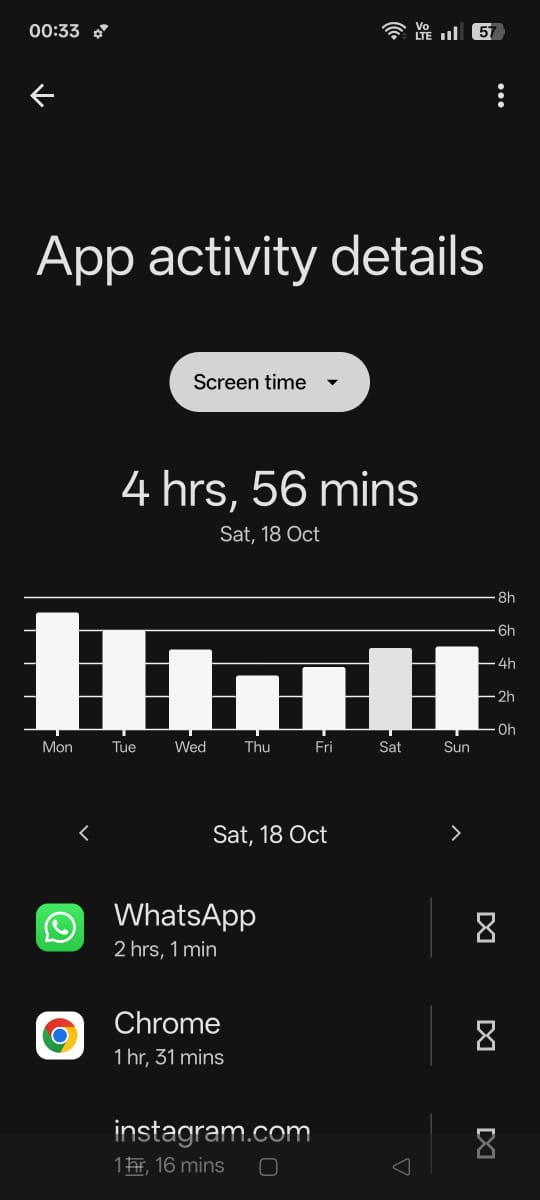 00:33 Vo LTE 57
App activity details
Screen time
4 hrs, 56 mins
Sat, 18 Oct
8h
6h
4h
2h
0h
Mon Tue Wed Thu Fri Sat Sun
Sat, 18 Oct
WhatsApp
2 hrs, 1 min
Chrome
1 hr, 31 mins
instagram.com
1 hr, 16 mins